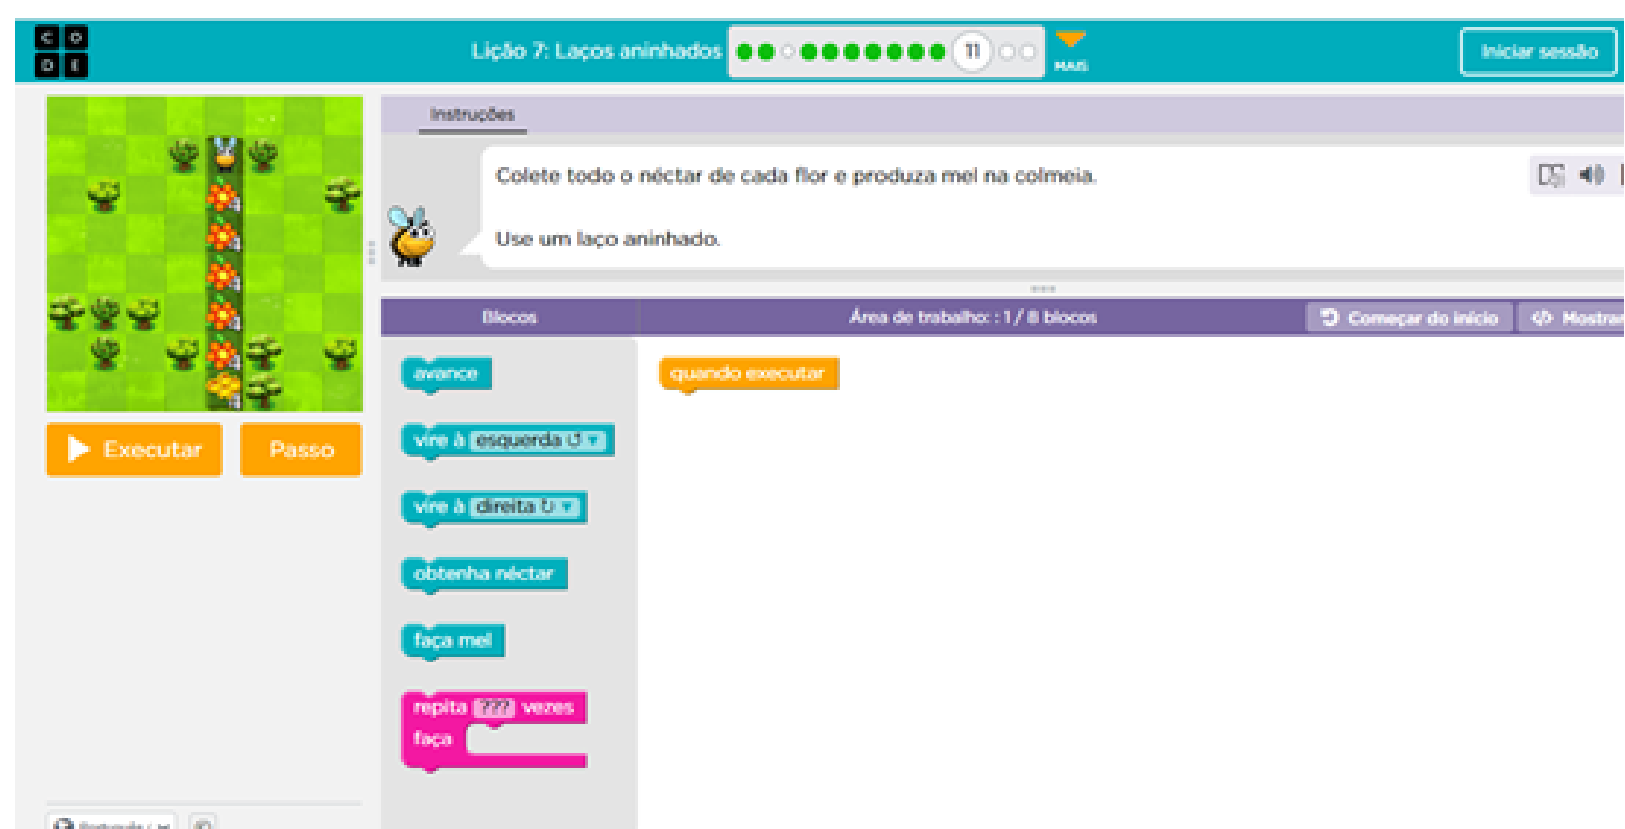 C O
D E
Lição 7: Laços aninhados
11
MAIS
Iniciar sessão
Instruções
Colete todo o néctar de cada flor e produza mel na colmeia.
Use um laço aninhado.
Blocos
Área de trabalho: : 1 / 8 blocos
Começar do início
Mostrar
avance
quando executar
Executar
Passo
vire à esquerda ↺ ▼
vire à direita ↻ ▼
obtenha néctar
faça mel
repita ??? vezes
faça